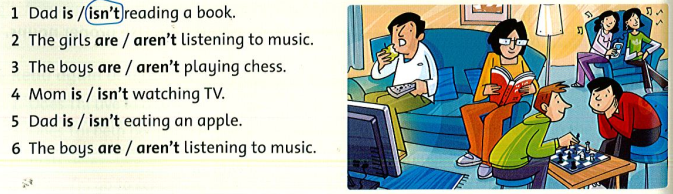 1 Dad is / isn't reading a book.
2 The girls are / aren't listening to music.
3 The boys are / aren't playing chess.
4 Mom is / isn't watching TV.
5 Dad is / isn't eating an apple.
6 The boys are / aren't listening to music.